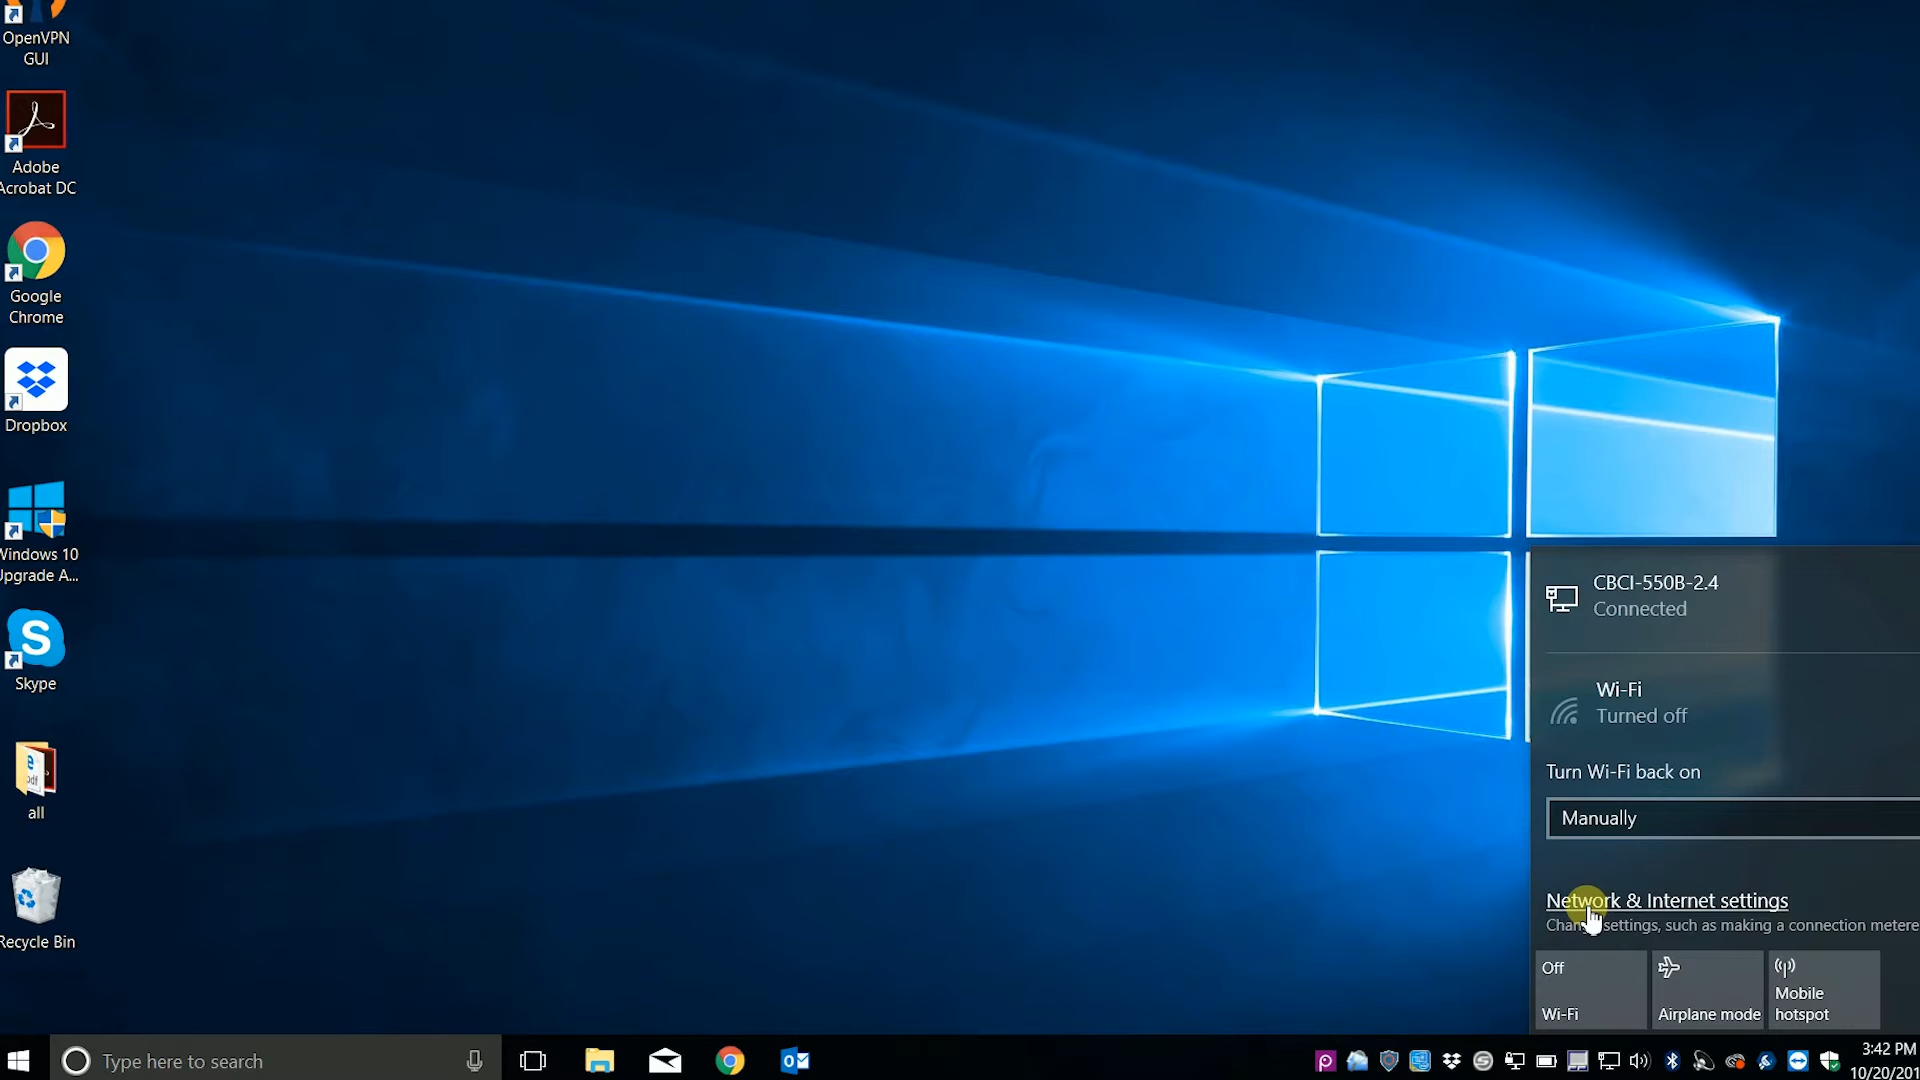 OpenVPN
GUI
Adobe
Acrobat DC
Google
Chrome
Dropbox
Windows 10
Upgrade A...
Skype
all
Recycle Bin
CBCI-550B-2.4
Connected
Wi-Fi
Turned off
Turn Wi-Fi back on
Manually
Network & Internet settings
settings, such as making a connection metere
Off
Wi-Fi
Airplane mode
Mobile
hotspot
Type here to search
3:42 PM
10/20/201